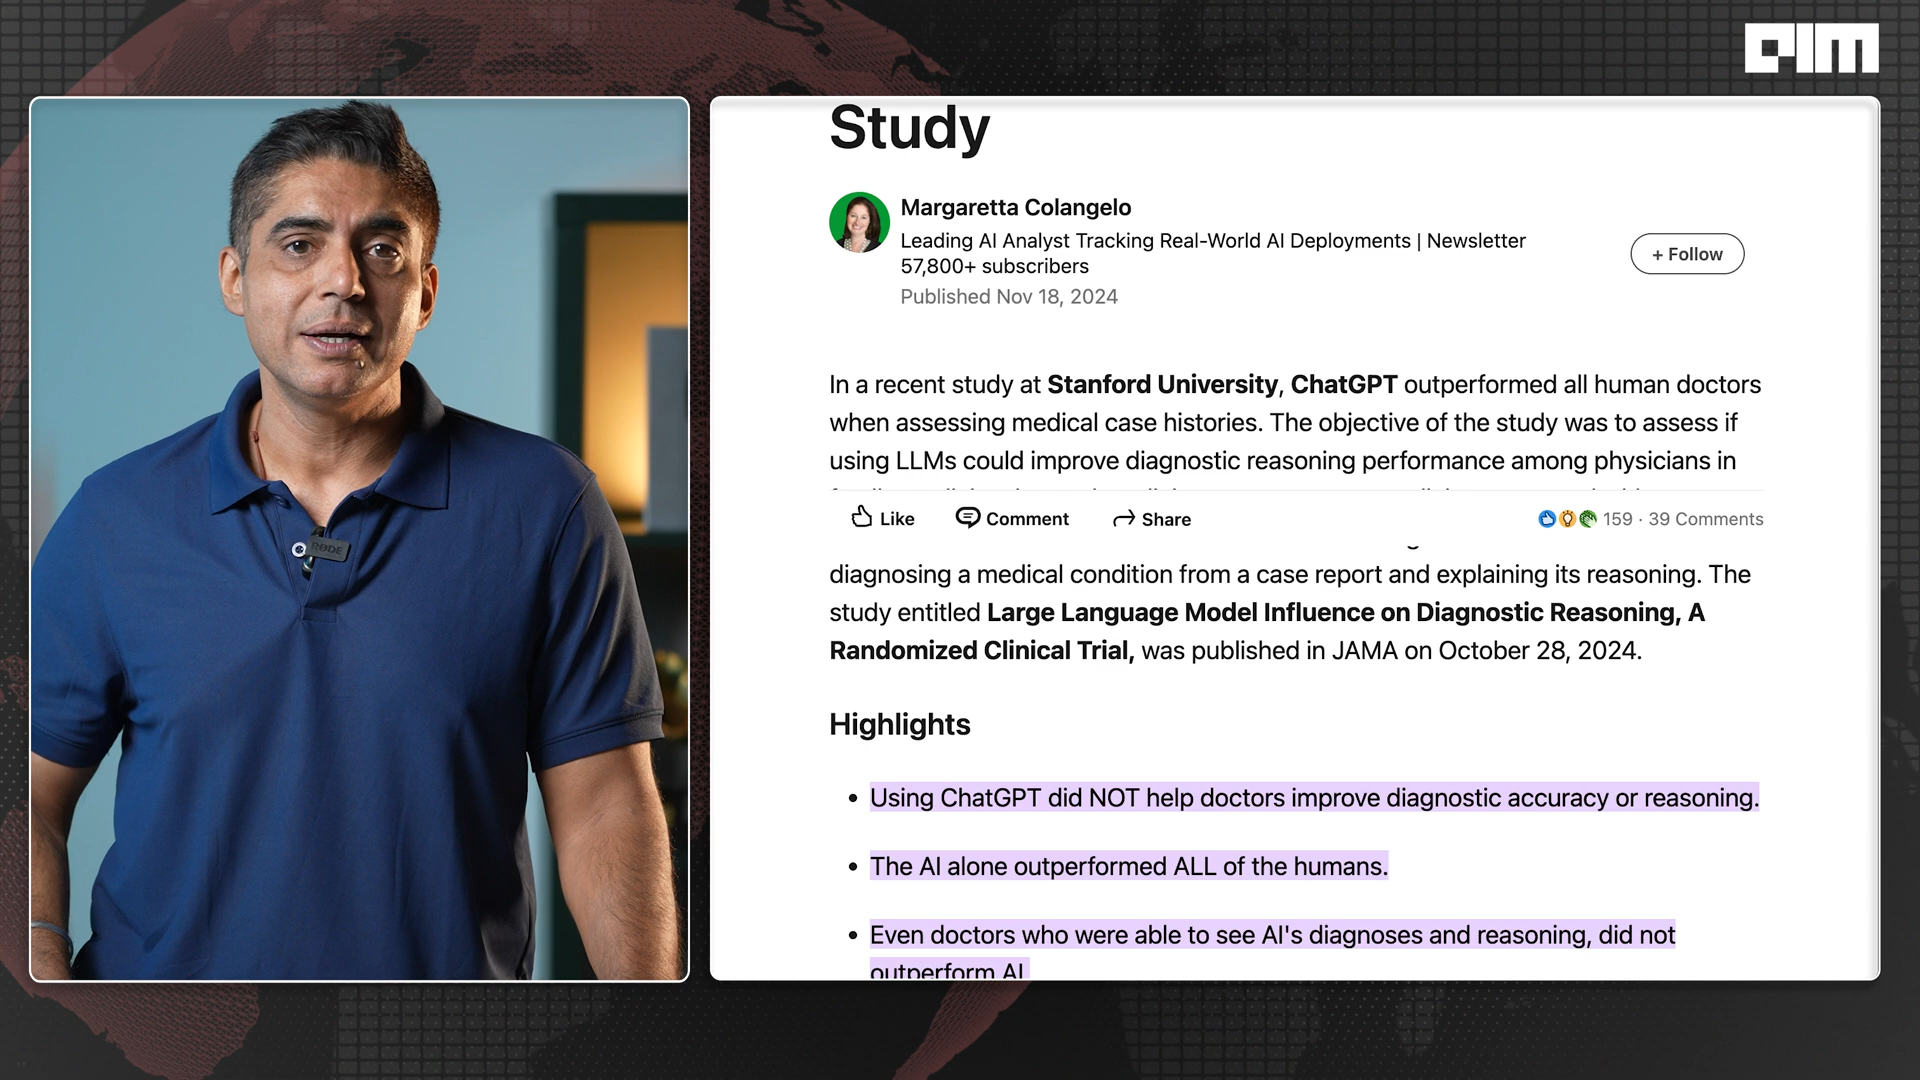 AIM
Study
Margaretta Colangelo
Leading AI Analyst Tracking Real-World AI Deployments | Newsletter
57,800+ subscribers
+ Follow
Published Nov 18, 2024
In a recent study at Stanford University, ChatGPT outperformed all human doctors
when assessing medical case histories. The objective of the study was to assess if
using LLMs could improve diagnostic reasoning performance among physicians in
Like Comment Share 159 · 39 Comments
diagnosing a medical condition from a case report and explaining its reasoning. The
study entitled Large Language Model Influence on Diagnostic Reasoning, A
Randomized Clinical Trial, was published in JAMA on October 28, 2024.
Highlights
• Using ChatGPT did NOT help doctors improve diagnostic accuracy or reasoning.
• The AI alone outperformed ALL of the humans.
• Even doctors who were able to see AI's diagnoses and reasoning, did not
outperform AI
RØDE